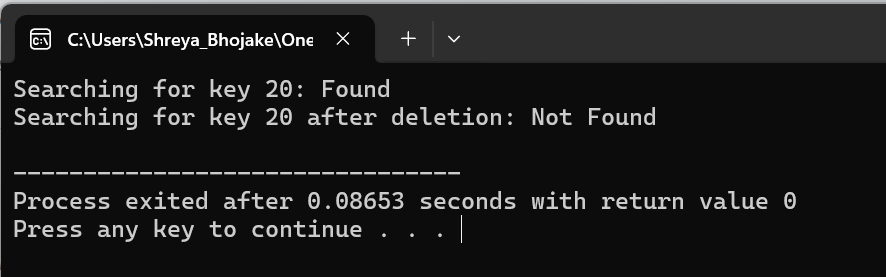 C:\Users\Shreya_Bhojake\One
Searching for key 20: Found
Searching for key 20 after deletion: Not Found
--------------------------------
Process exited after 0.08653 seconds with return value 0
Press any key to continue . . .